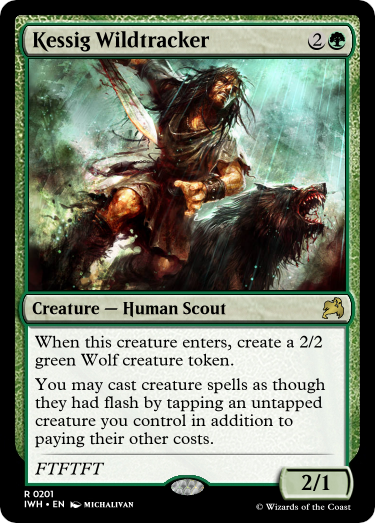 Kessig Wildtracker 2
Creature — Human Scout
When this creature enters, create a 2/2
green Wolf creature token.
You may cast creature spells as though
they had flash by tapping an untapped
creature you control in addition to
paying their other costs.
FTFTFT
2/1
R 0201
IWH • EN MICHALIVAN
© Wizards of the Coast